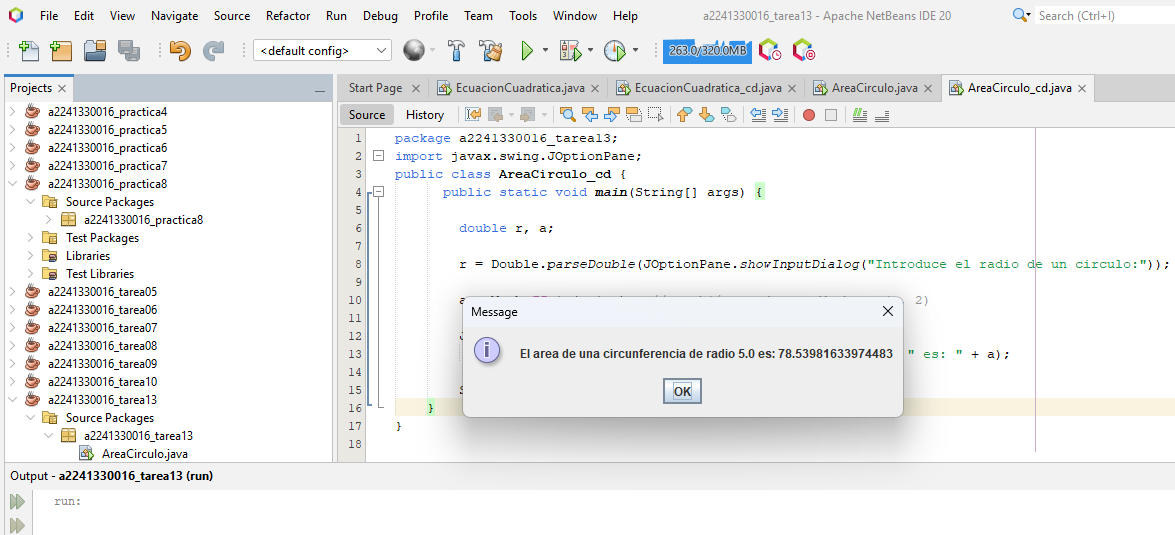 File Edit View Navigate Source Refactor Run Debug Profile Team Tools Window Help
a2241330016_tarea13 - Apache NetBeans IDE 20
Search (Ctrl+I)
<default config>
263.0/320.0MB
Projects
Start Page
EcuacionCuadratica.java
EcuacionCuadratica_cd.java
AreaCirculo.java
AreaCirculo_cd.java
a2241330016_practica4
a2241330016_practica5
a2241330016_practica6
a2241330016_practica7
a2241330016_practica8
Source Packages
a2241330016_practica8
Test Packages
Libraries
Test Libraries
a2241330016_tarea05
a2241330016_tarea06
a2241330016_tarea07
a2241330016_tarea08
a2241330016_tarea09
a2241330016_tarea10
a2241330016_tarea13
Source Packages
a2241330016_tarea13
AreaCirculo.java
Source History
1 package a2241330016_tarea13;
2 import javax.swing.JOptionPane;
3 public class AreaCirculo_cd {
4 public static void main(String[] args) {
5
6 double r, a;
7
8 r = Double.parseDouble(JOptionPane.showInputDialog("Introduce el radio de un circulo:"));
9
10 a 2)
11
12
13 " es: " + a);
14
15
16 }
17 }
18
Message
El area de una circunferencia de radio 5.0 es: 78.53981633974483
OK
Output - a2241330016_tarea13 (run)
run: